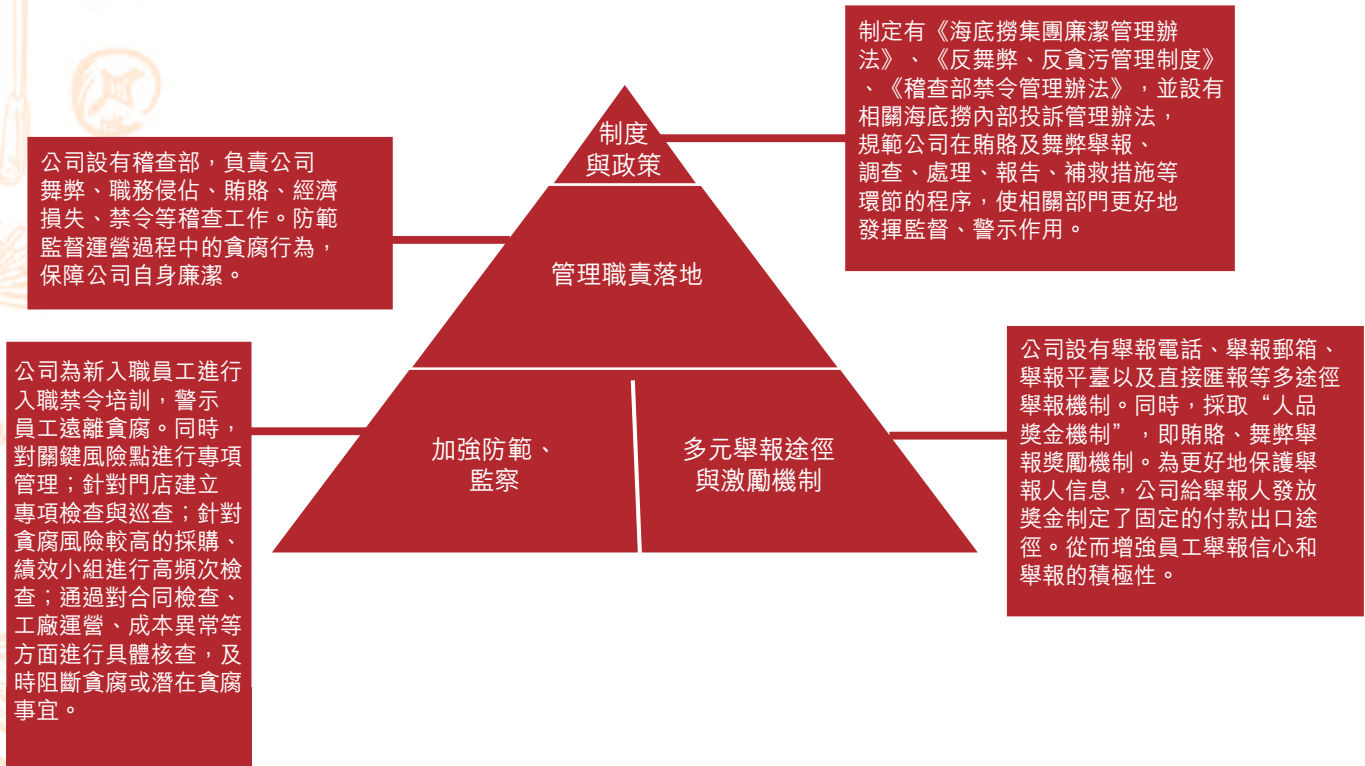 制定有《海底撈集團廉潔管理辦
法》、《反舞弊、反貪污管理制度》
、《稽查部禁令管理辦法》，並設有
相關海底撈內部投訴管理辦法，
規範公司在賄賂及舞弊舉報、
調查、處理、報告、補救措施等
環節的程序，使相關部門更好地
發揮監督、警示作用。
制度
與政策
公司設有稽查部，負責公司
舞弊、職務侵佔、賄賂、經濟
損失、禁令等稽查工作。防範
監督運營過程中的貪腐行為，
保障公司自身廉潔。
管理職責落地
公司為新入職員工進行
入職禁令培訓，警示
員工遠離貪腐。同時，
對關鍵風險點進行專項
管理；針對門店建立
專項檢查與巡查；針對
貪腐風險較高的採購、
績效小組進行高頻次檢
查；通過對合同檢查、
工廠運營、成本異常等
方面進行具體核查，及
時阻斷貪腐或潛在貪腐
事宜。
加強防範、
監察
多元舉報途徑
與激勵機制
公司設有舉報電話、舉報郵箱、
舉報平臺以及直接匯報等多途徑
舉報機制。同時，採取“人品
獎金機制”，即賄賂、舞弊舉
報獎勵機制。為更好地保護舉
報人信息，公司給舉報人發放
獎金制定了固定的付款出口途
徑。從而增強員工舉報信心和
舉報的積極性。